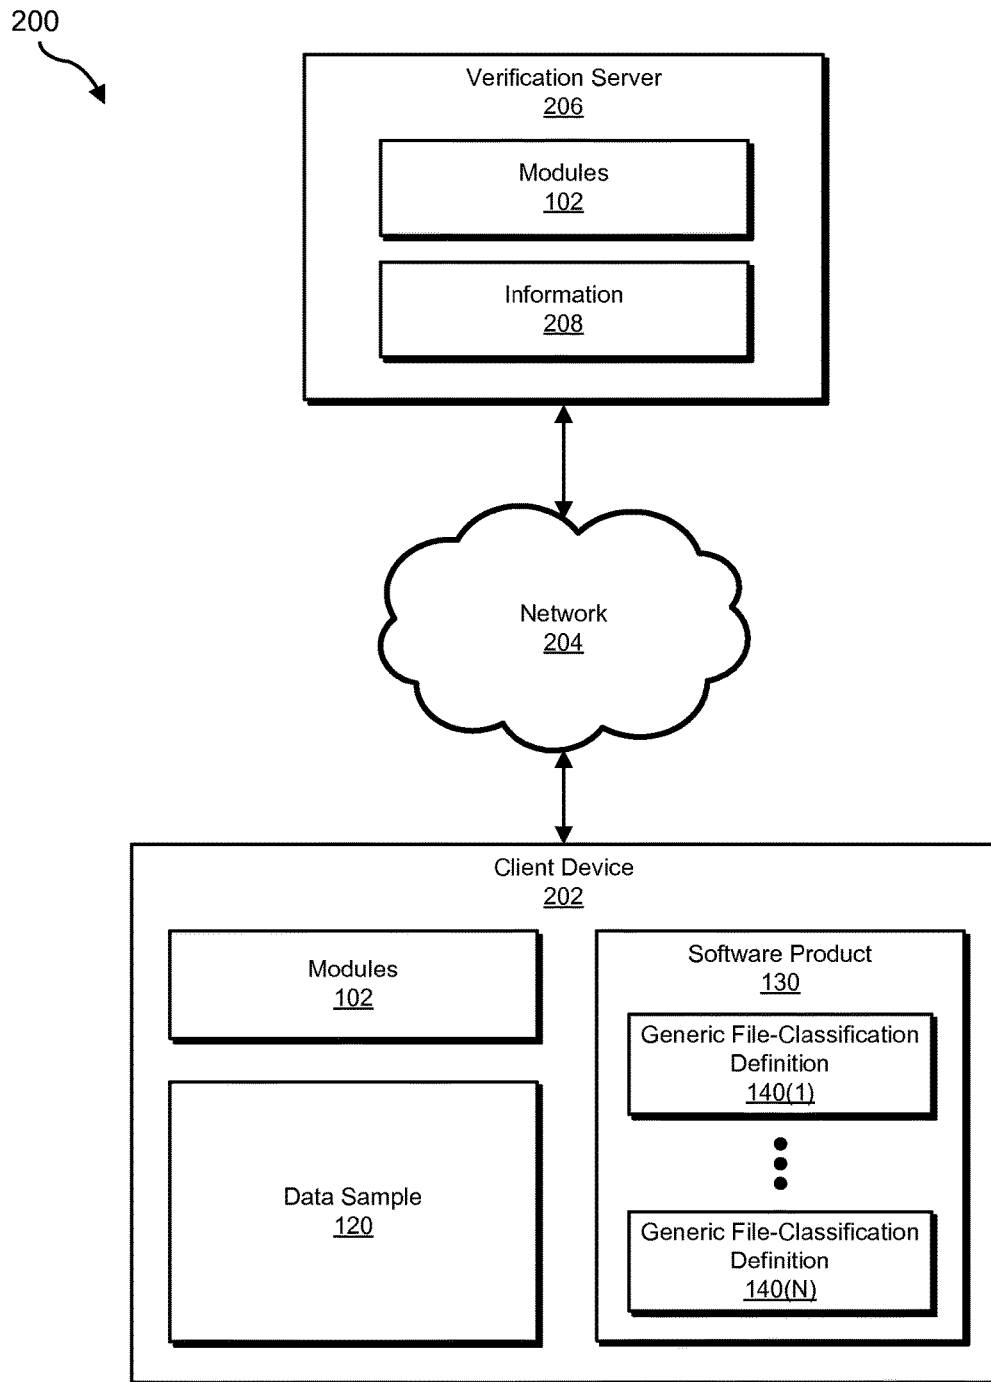 200
Verification Server
206
Modules
102
Information
208
Network
204
Client Device
202
Modules
102
Data Sample
120
Software Product
130
Generic File-Classification
Definition
140(1)
Generic File-Classification
Definition
140(N)